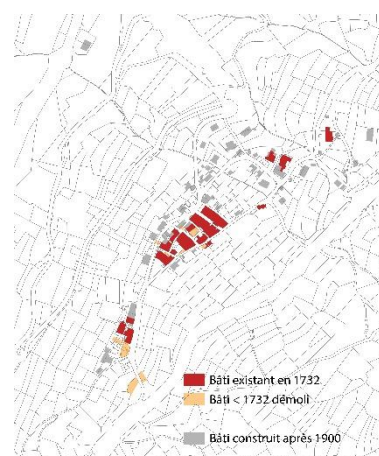 Bâti existant en 1732
Bâti < 1732 démoli
Bâti construit après 1900